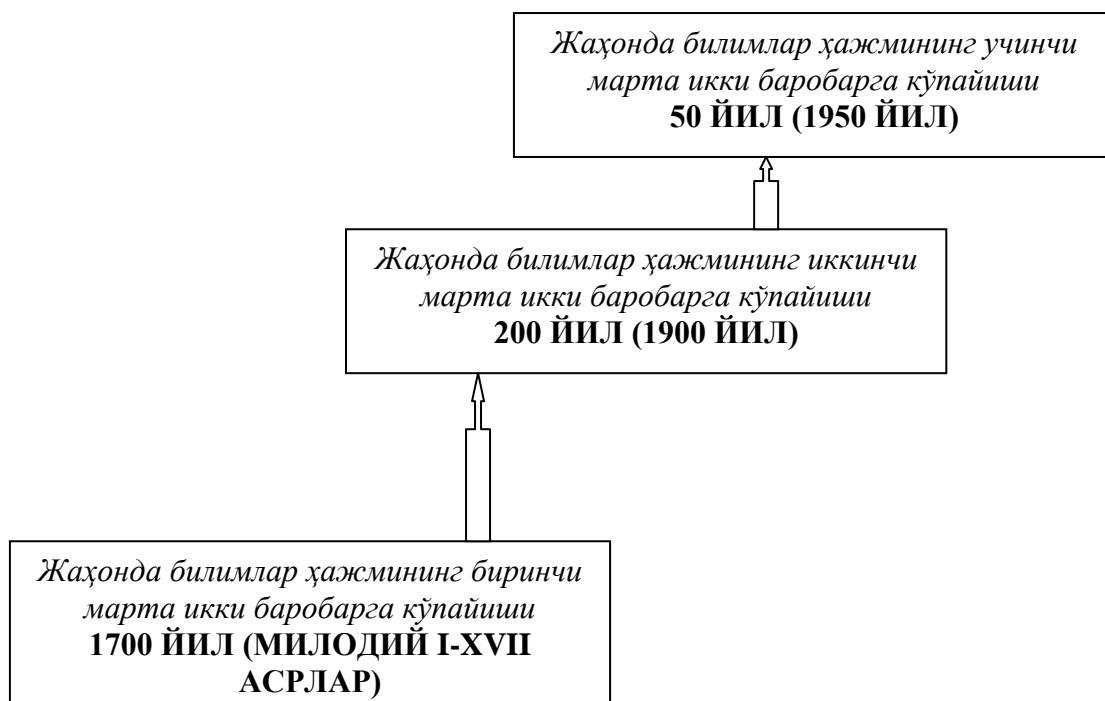 Жаҳонда билимлар ҳажмининг учинчи
марта икки баробарга кўпайиши
50 ЙИЛ (1950 ЙИЛ)
Жаҳонда билимлар ҳажмининг иккинчи
марта икки баробарга кўпайиши
200 ЙИЛ (1900 ЙИЛ)
Жаҳонда билимлар ҳажмининг биринчи
марта икки баробарга кўпайиши
1700 ЙИЛ (МИЛОДИЙ I-XVII
АСРЛАР)